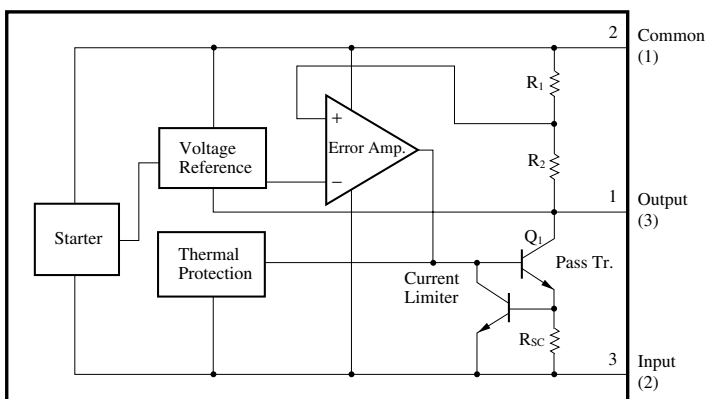 2
Common
(1)
R1
+
Error Amp.
−
Voltage
Reference
R2
1
Output
(3)
Starter
Thermal
Protection
Q1
Pass Tr.
Current
Limiter
RSC
3
Input
(2)